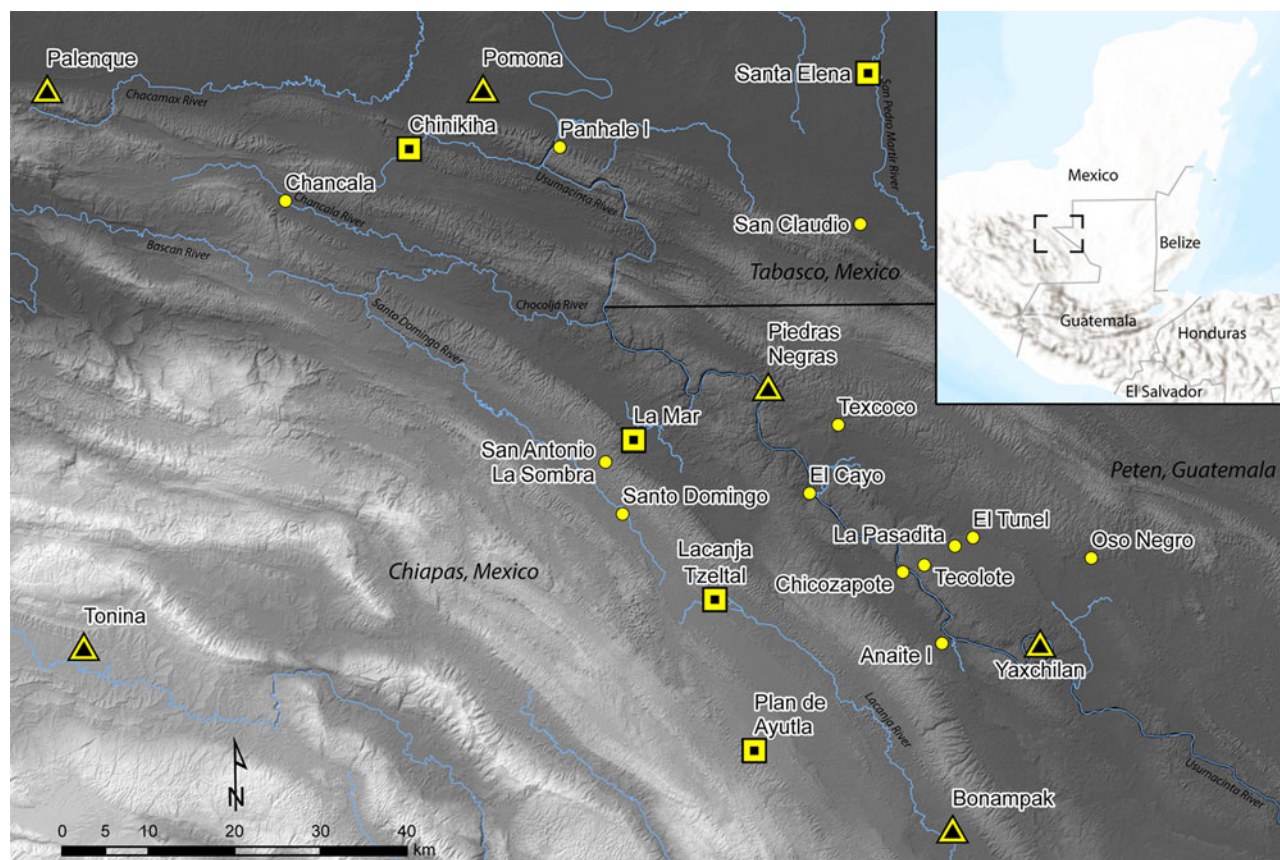 Palenque
Pomona
Santa Elena
Chacamax River
San Pedro Martir River
Chinikiha
Panhale I
Mexico
Chancala
Usumacinta River
Chancala River
San Claudio
Belize
Bascan River
Tabasco, Mexico
Chocolja River
Santo Domingo River
Guatemala
Honduras
Piedras
Negras
El Salvador
Texcoco
La Mar
San Antonio
La Sombra
Peten, Guatemala
El Cayo
Santo Domingo
El Tunel
La Pasadita
Oso Negro
Lacanja
Tzeltal
Chiapas, Mexico
Chicozapote
Tecolote
Tonina
Anaite I
Yaxchilan
Plan de
Ayutla
Lacanja River
Usumacinta River
N
Bonampak
0 5 10 20 30 40
km